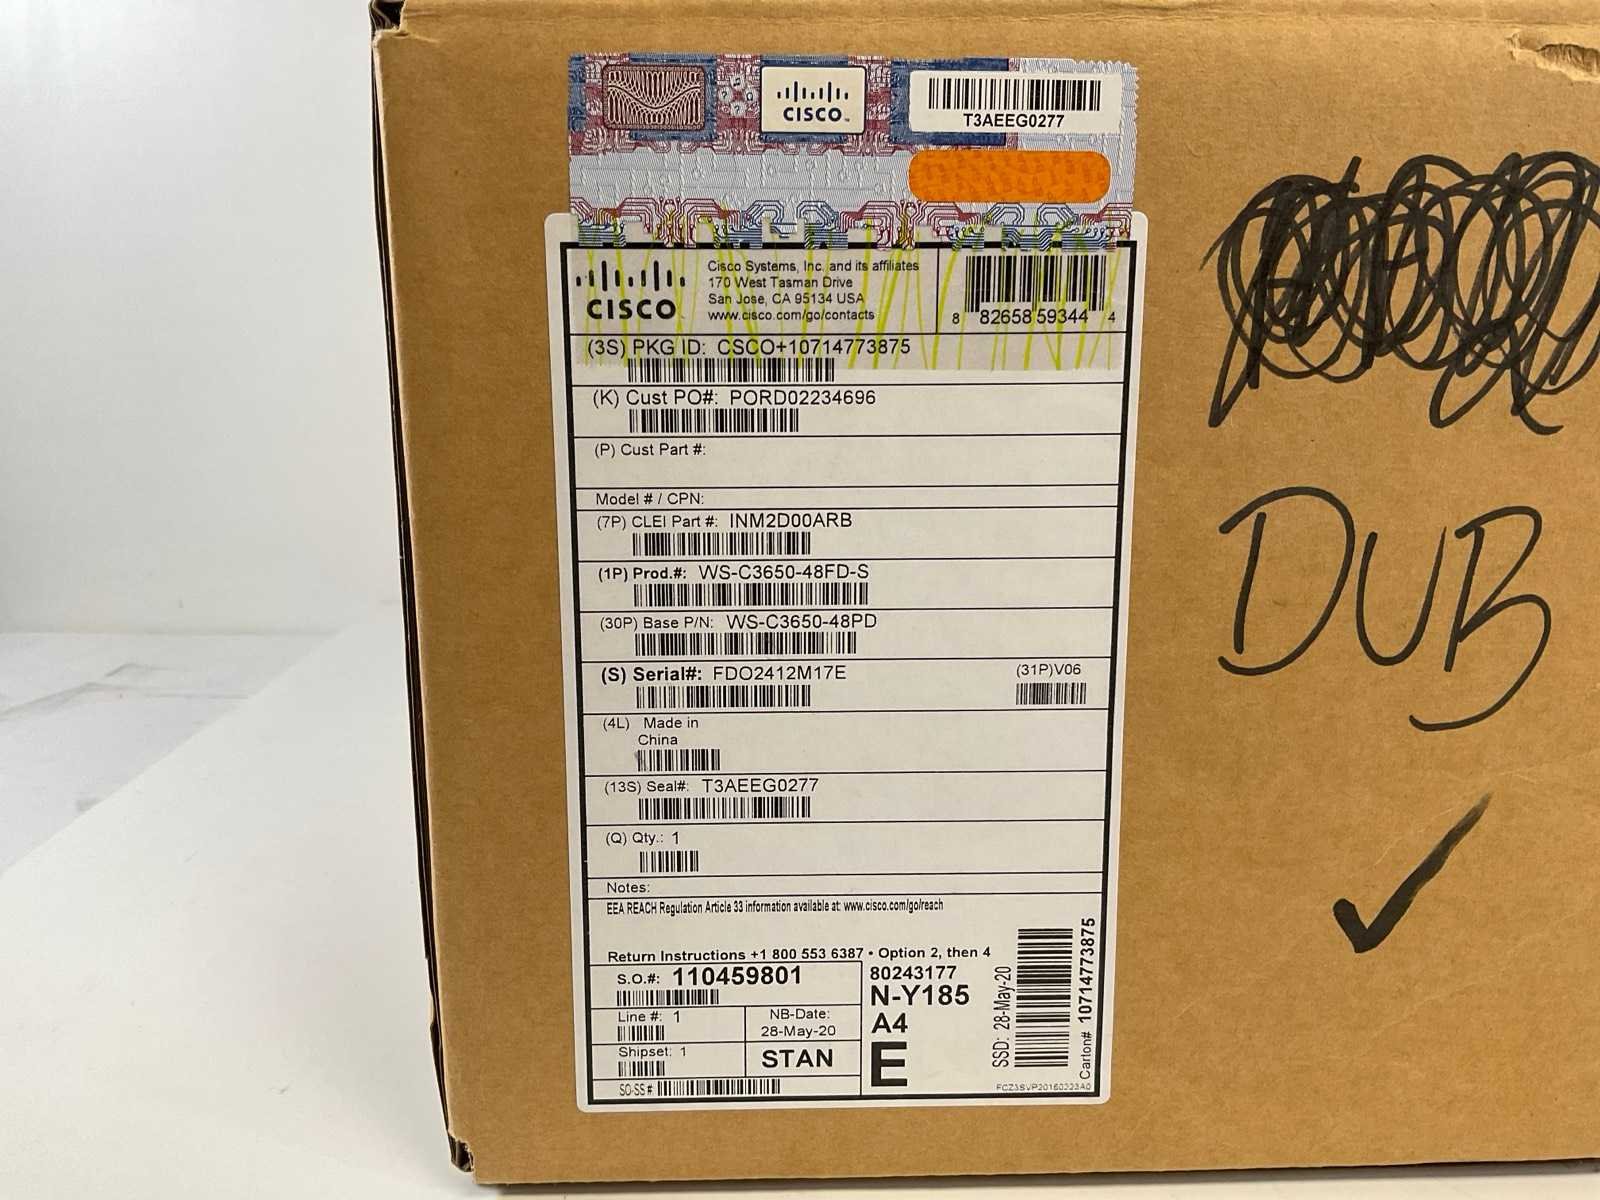 CISCO
T3AEEG0277
CISCO
Cisco Systems, Inc. and its affiliates
170 West Tasman Drive
San Jose, CA 95134 USA
www.cisco.com/go/contacts
8 82658 59344 4
(3S) PKG ID: CSCO+10714773875
(K) Cust PO#: PORD02234696
(P) Cust Part #:
Model # / CPN:
(7P) CLEI Part #: INM2D00ARB
(1P) Prod.#: WS-C3650-48FD-S
(30P) Base P/N: WS-C3650-48PD
(S) Serial#: FDO2412M17E
(31P)V06
(4L) Made in
China
(13S) Seal#: T3AEEG0277
(Q) Qty.: 1
Notes:
EEA REACH Regulation Article 33 information available at: www.cisco.com/go/reach
Return Instructions +1 800 553 6387 • Option 2, then 4
S.O.#: 110459801
Line #: 1
NB-Date:
28-May-20
Shipset: 1
STAN
SO-SS #:
80243177
N-Y185
A4
E
SSD: 28-May-20
Carton# 10714773875
DUB